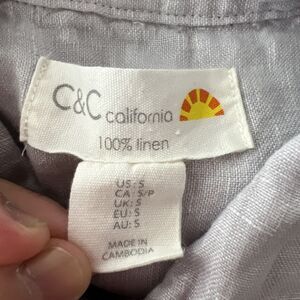 C&C california
100% linen
US: S
CA: S/P
UK: S
EU: S
AU: S
MADE IN
CAMBODIA